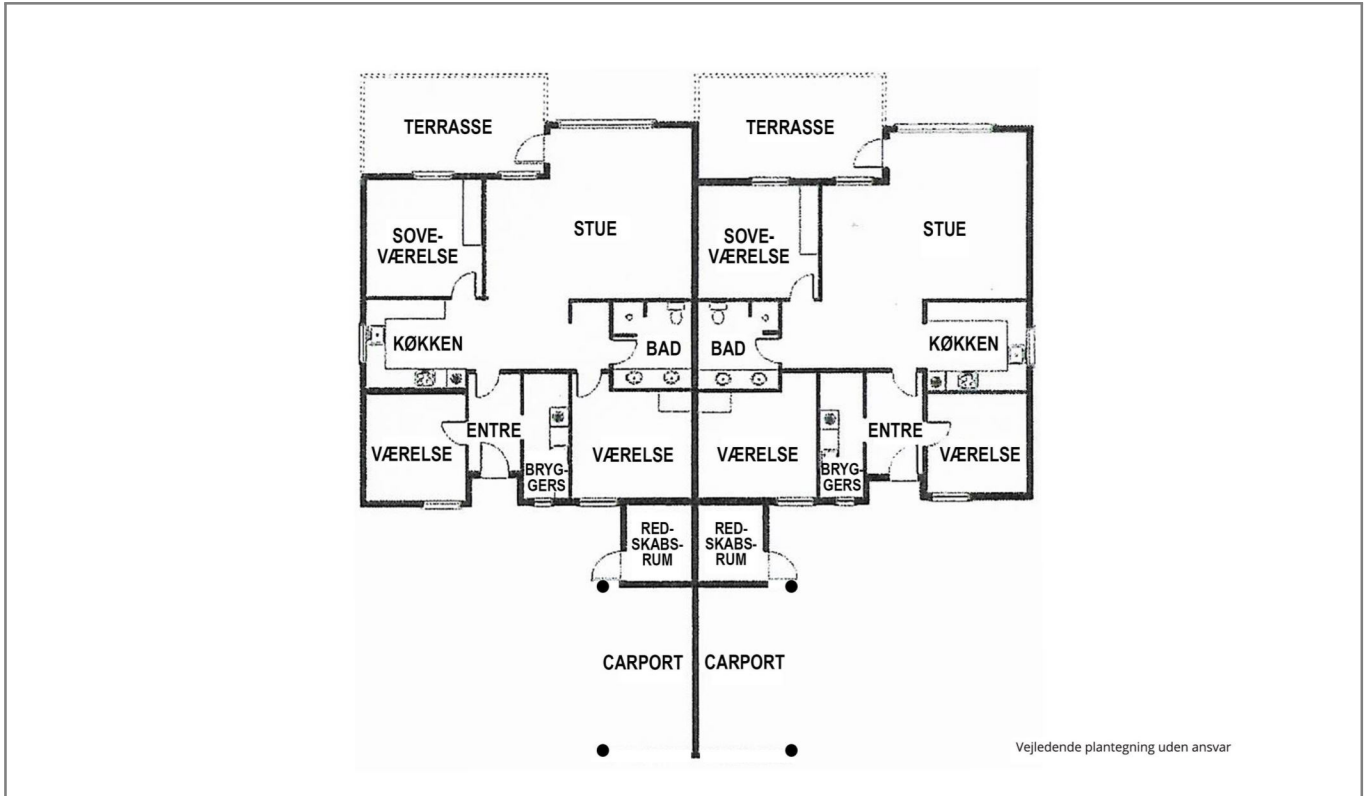 TERRASSE
TERRASSE
STUE
SOVE-
VÆRELSE
STUE
SOVE-
VÆRELSE
KØKKEN
BAD
BAD
KØKKEN
ENTRE
VÆRELSE
BRYG-
GERS
VÆRELSE
VÆRELSE
BRYG-
GERS
ENTRE
VÆRELSE
RED-
SKABS-
RUM
RED-
SKABS-
RUM
CARPORT
CARPORT
Vejledende plantegning uden ansvar